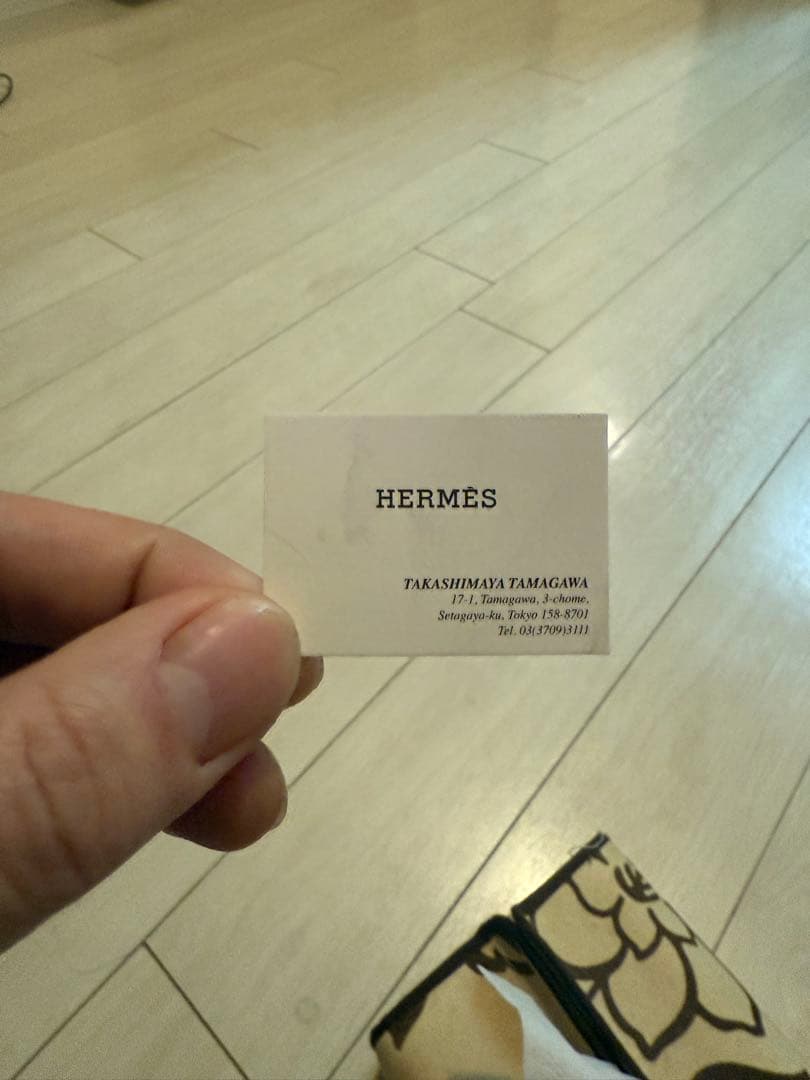 HERMÈS
TAKASHIMAYA TAMAGAWA
17-1, Tamagawa, 3-chome,
Setagaya-ku, Tokyo 158-8701
Tel. 03(3709)3111